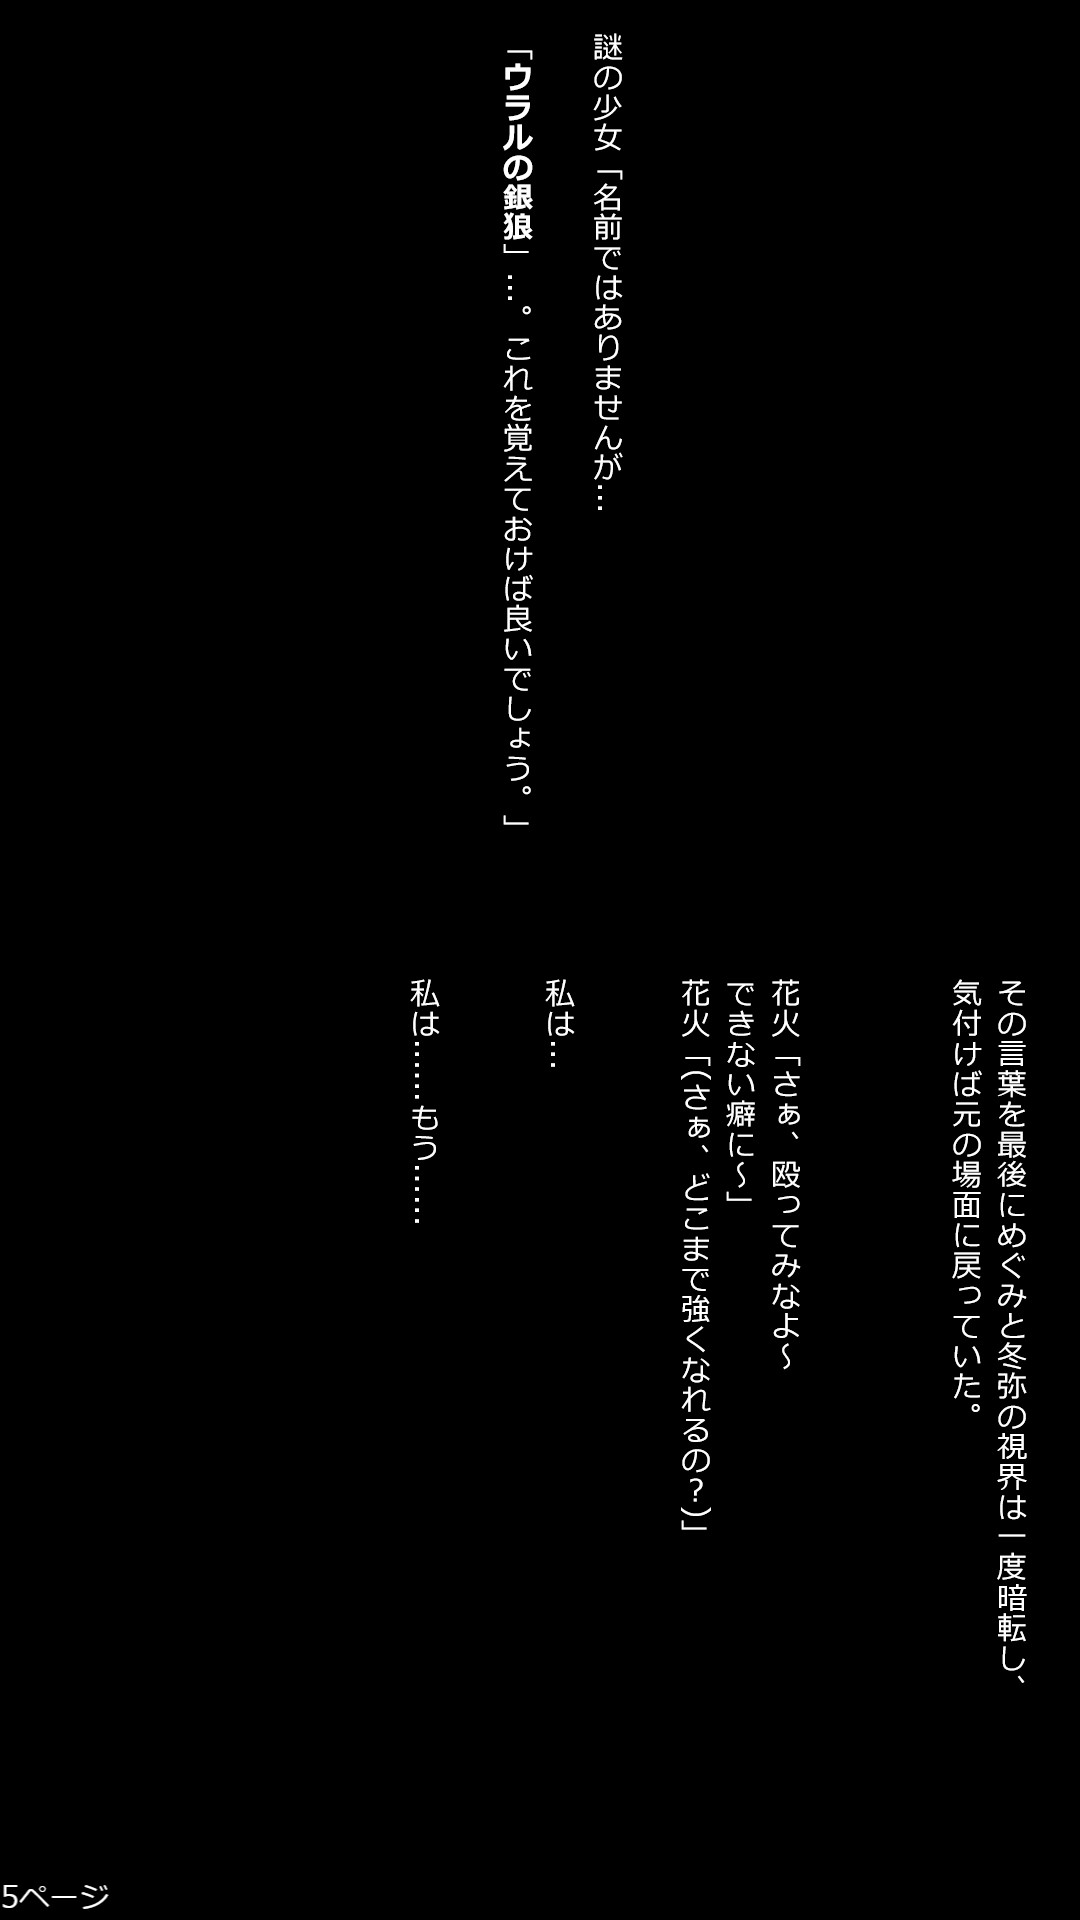 謎の少女「名前ではありませんが…
「ウラルの銀狼」…。これを覚えておけば良いでしょう。」
その言葉を最後にめぐみと冬弥の視界は一度暗転し、
気付けば元の場面に戻っていた。
花火「さぁ、殴ってみなよ〜
できない癖に〜」
花火「(さぁ、どこまで強くなれるの？)」
私は…
私は……もう……
5ページ